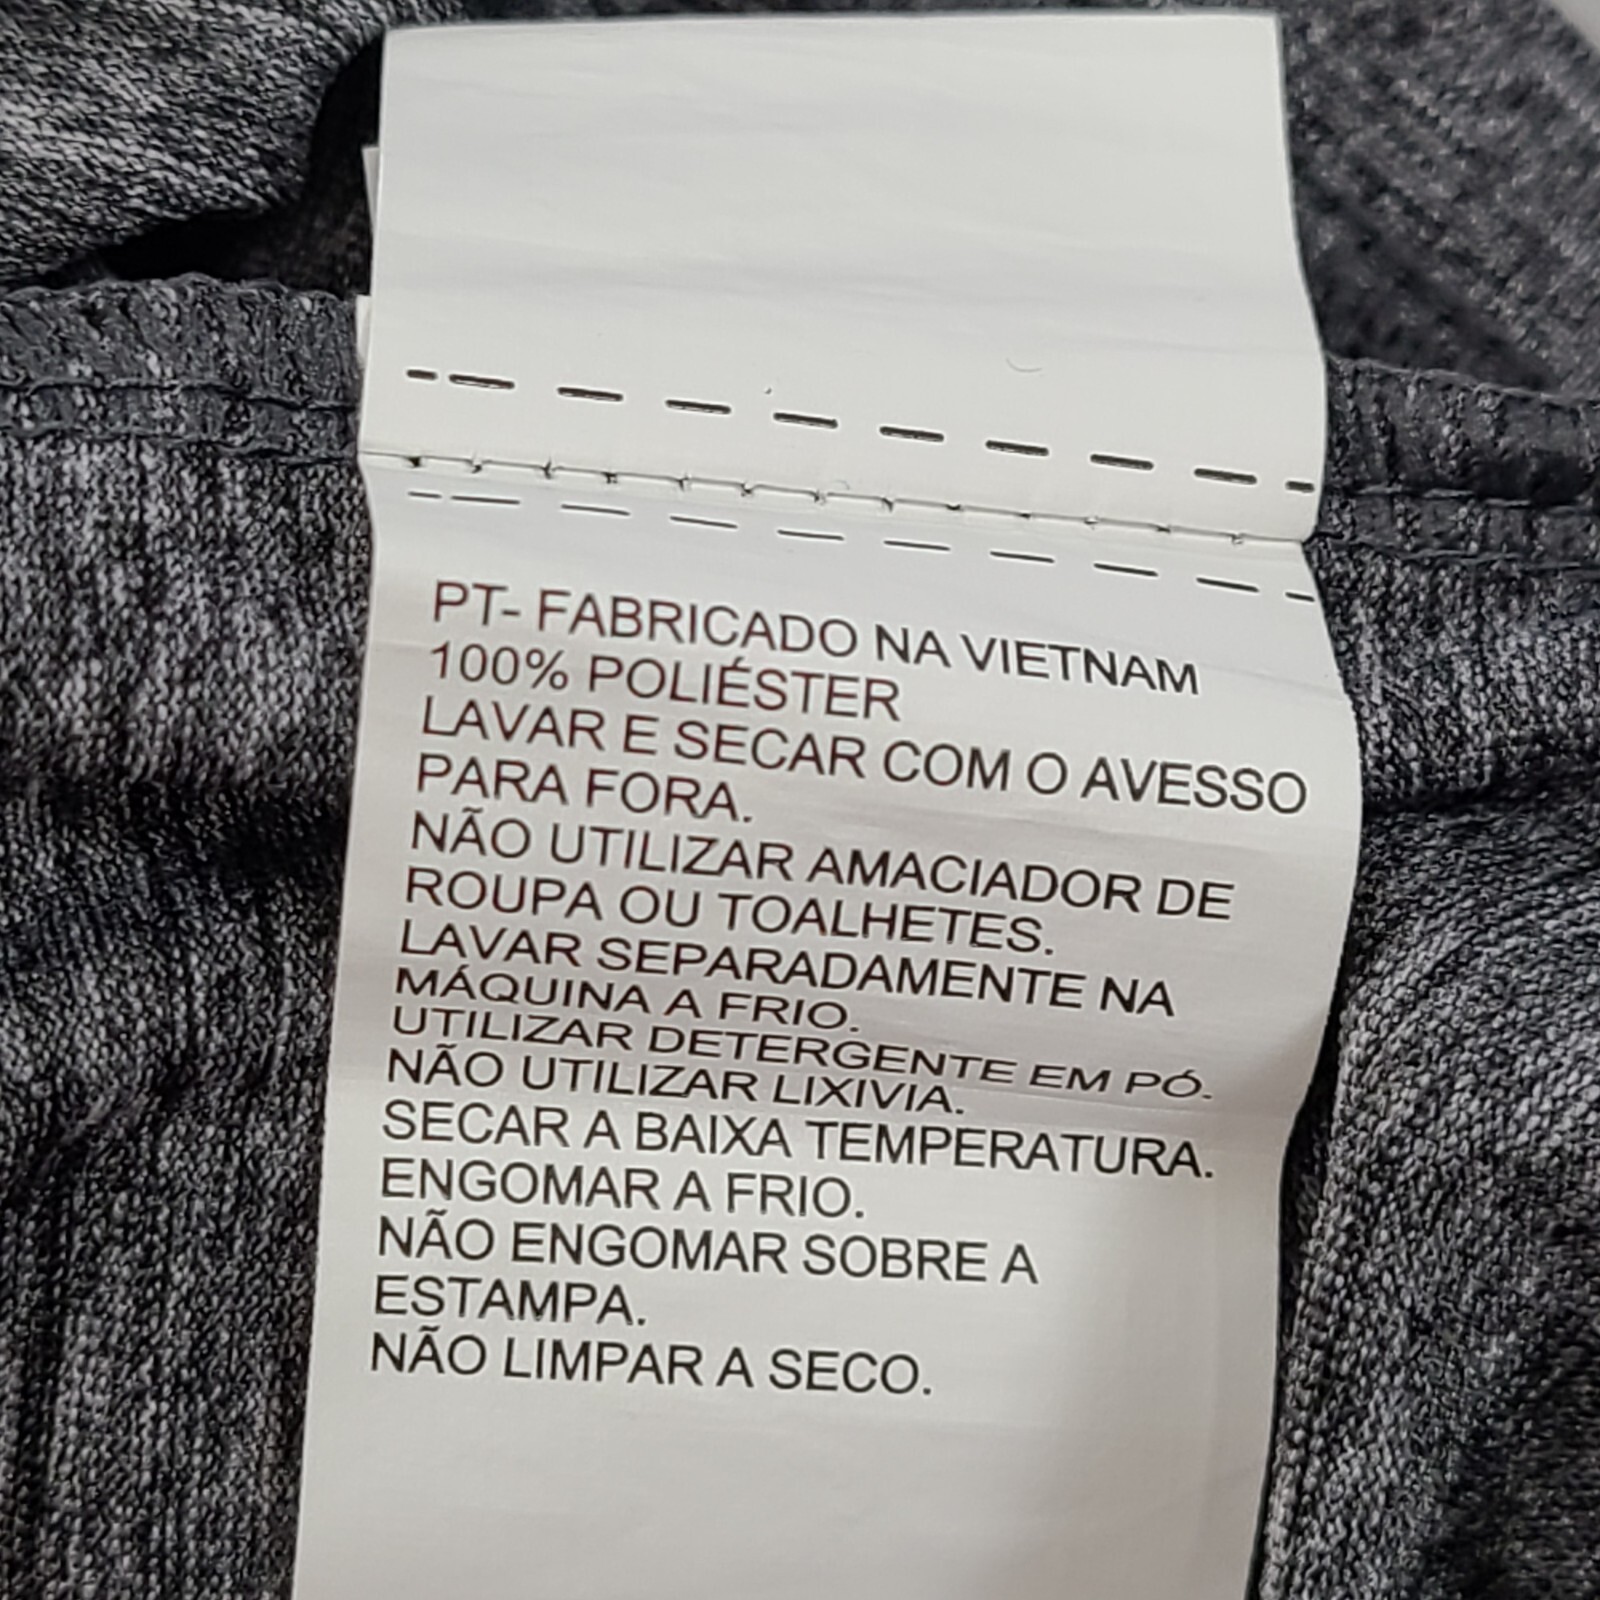 PT- FABRICADO NA VIETNAM
100% POLIÉSTER
LAVAR E SECAR COM O AVESSO
PARA FORA.
NÃO UTILIZAR AMACIADOR DE
ROUPA OU TOALHETES.
LAVAR SEPARADAMENTE NA
MÁQUINA A FRIO.
UTILIZAR DETERGENTE EM PÓ.
NÃO UTILIZAR LIXIVIA.
SECAR A BAIXA TEMPERATURA.
ENGOMAR A FRIO.
NÃO ENGOMAR SOBRE A
ESTAMPA.
NÃO LIMPAR A SECO.